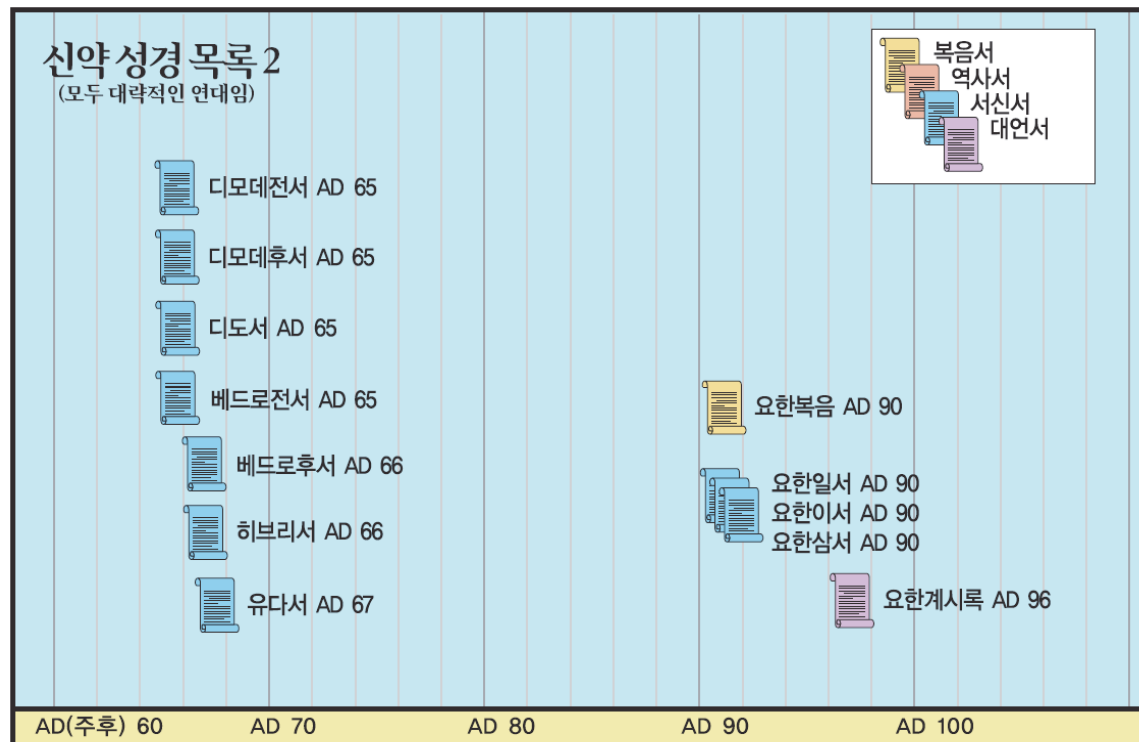 신약 성경 목록 2
(모두 대략적인 연대임)
복음서
역사서
서신서
대언서
디모데전서 AD 65
디모데후서 AD 65
디도서 AD 65
베드로전서 AD 65
베드로후서 AD 66
히브리서 AD 66
유다서 AD 67
요한복음 AD 90
요한일서 AD 90
요한이서 AD 90
요한삼서 AD 90
요한계시록 AD 96
AD(주후) 60 AD 70 AD 80 AD 90 AD 100